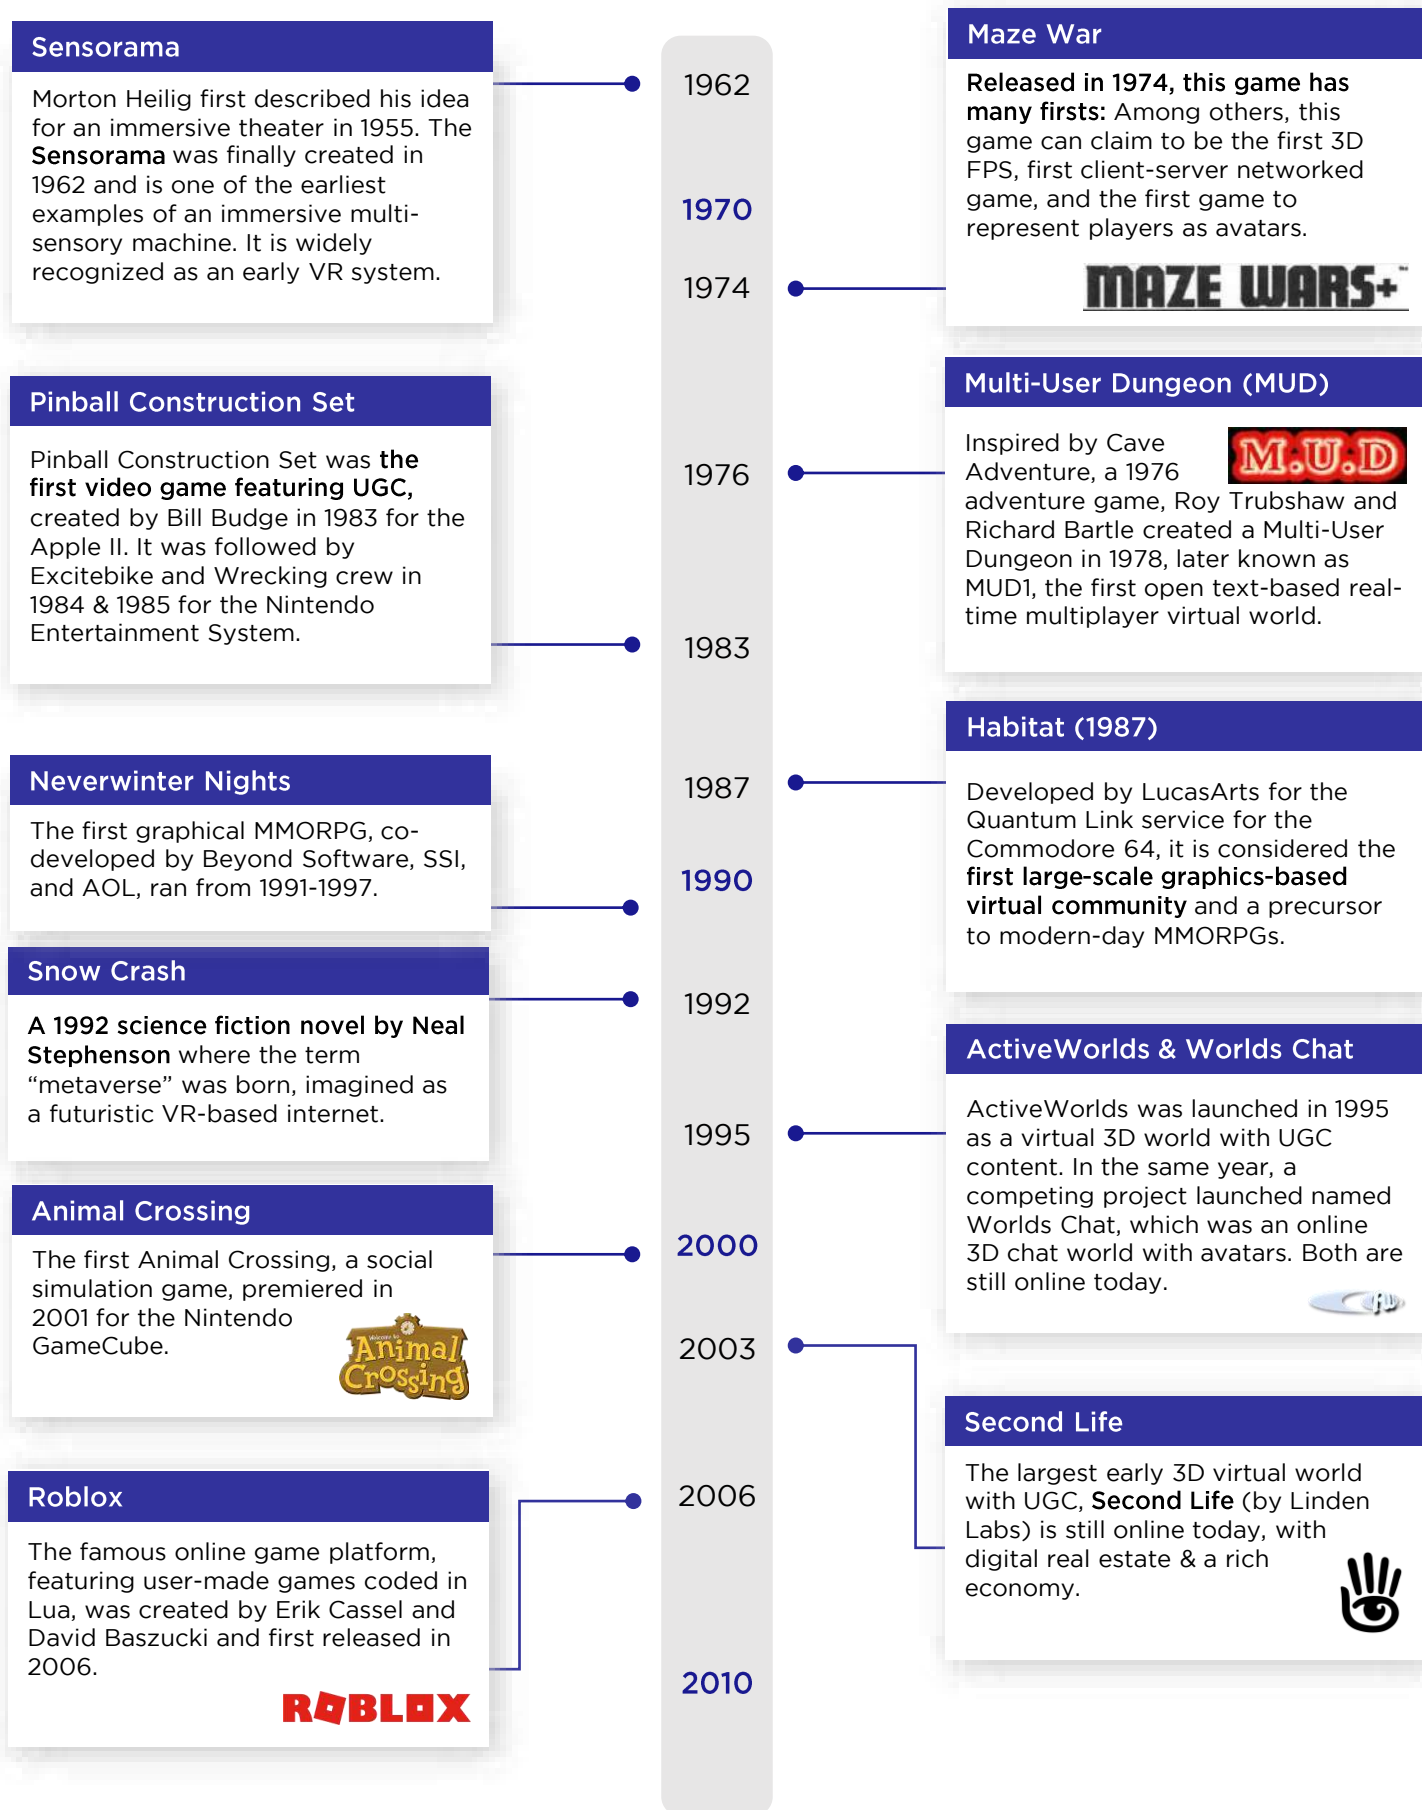 Sensorama
Morton Heilig first described his idea
for an immersive theater in 1955. The
Sensorama was finally created in
1962 and is one of the earliest
examples of an immersive multi-
sensory machine. It is widely
recognized as an early VR system.
1962
Maze War
Released in 1974, this game has
many firsts: Among others, this
game can claim to be the first 3D
FPS, first client-server networked
game, and the first game to
represent players as avatars.
MAZE WARS+
1970
1974
Pinball Construction Set
Pinball Construction Set was the
first video game featuring UGC,
created by Bill Budge in 1983 for the
Apple II. It was followed by
Excitebike and Wrecking crew in
1984 & 1985 for the Nintendo
Entertainment System.
Multi-User Dungeon (MUD)
Inspired by Cave
Adventure, a 1976
adventure game, Roy Trubshaw and
Richard Bartle created a Multi-User
Dungeon in 1978, later known as
MUD1, the first open text-based real-
time multiplayer virtual world.
M.U.D
1976
1983
Habitat (1987)
Developed by LucasArts for the
Quantum Link service for the
Commodore 64, it is considered the
first large-scale graphics-based
virtual community and a precursor
to modern-day MMORPGs.
1987
Neverwinter Nights
The first graphical MMORPG, co-
developed by Beyond Software, SSI,
and AOL, ran from 1991-1997.
1990
Snow Crash
A 1992 science fiction novel by Neal
Stephenson where the term
“metaverse” was born, imagined as
a futuristic VR-based internet.
1992
ActiveWorlds & Worlds Chat
ActiveWorlds was launched in 1995
as a virtual 3D world with UGC
content. In the same year, a
competing project launched named
Worlds Chat, which was an online
3D chat world with avatars. Both are
still online today.
1995
Animal Crossing
The first Animal Crossing, a social
simulation game, premiered in
2001 for the Nintendo
GameCube.
Welcome to
Animal
Crossing
2000
2003
Second Life
The largest early 3D virtual world
with UGC, Second Life (by Linden
Labs) is still online today, with
digital real estate & a rich
economy.
Roblox
The famous online game platform,
featuring user-made games coded in
Lua, was created by Erik Cassel and
David Baszucki and first released in
2006.
ROBLOX
2006
2010